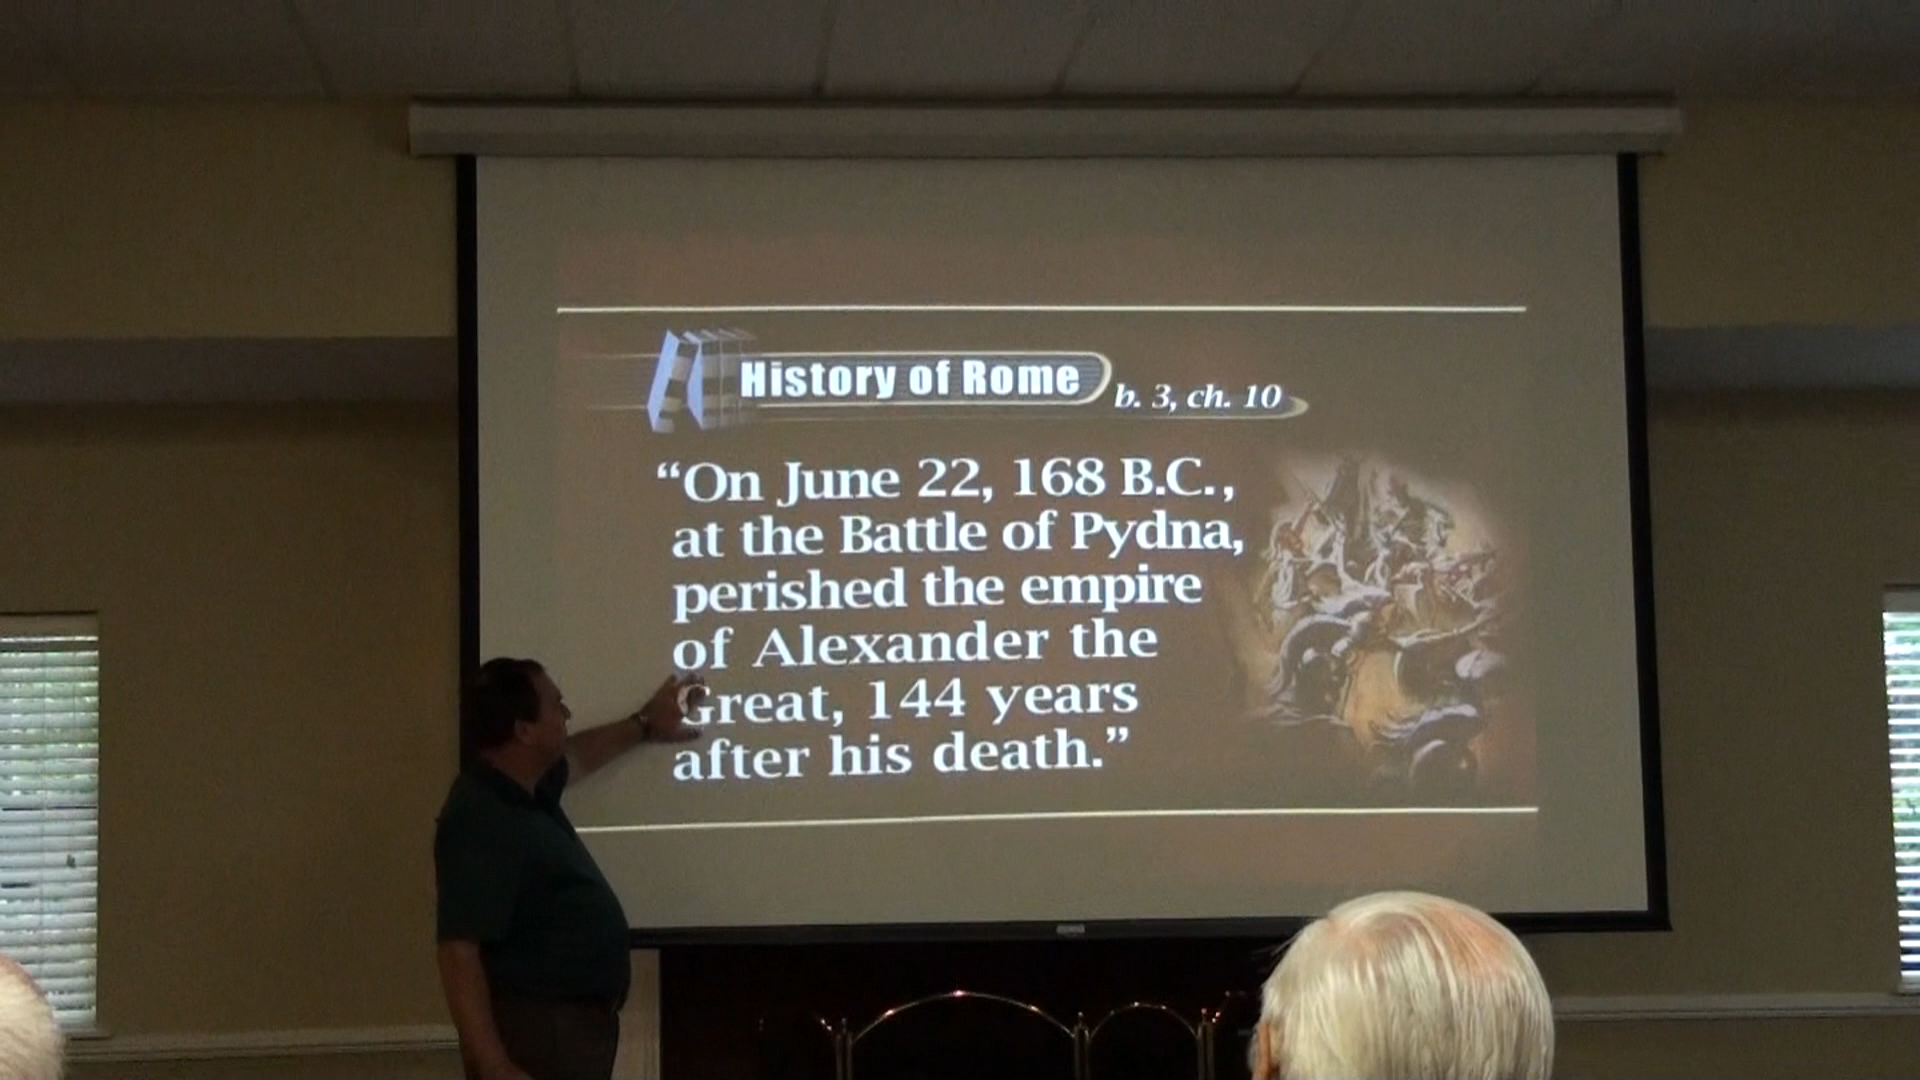 History of Rome b. 3, ch. 10
“On June 22, 168 B.C.,
at the Battle of Pydna,
perished the empire
of Alexander the
Great, 144 years
after his death.”